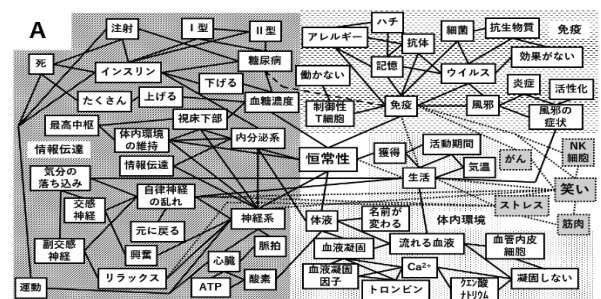 A
注射
Ⅰ型
Ⅱ型
ハチ
細菌
抗生物質
免疫
アレルギー
抗体
死
インスリン
糖尿病
記憶
ウイルス
効果がない
働かない
炎症
活性化
たくさん
上げる
下げる
血糖濃度
制御性
T細胞
免疫
風邪
風邪の
症状
最高中枢
視床下部
体内環境
の維持
内分泌系
情報伝達
情報伝達
恒常性
獲得
活動期間
気温
がん
NK
細胞
気分の
落ち込み
自律神経
の乱れ
生活
笑い
ストレス
交感
神経
元に戻る
神経系
体液
名前が
変わる
体内環境
筋肉
副交感
神経
興奮
脈拍
血液凝固
流れる血液
血管内皮
細胞
運動
リラックス
心臓
ATP
酸素
血液凝固
因子
Ca²⁺
トロンビン
クエン酸
ナトリウム
凝固しない